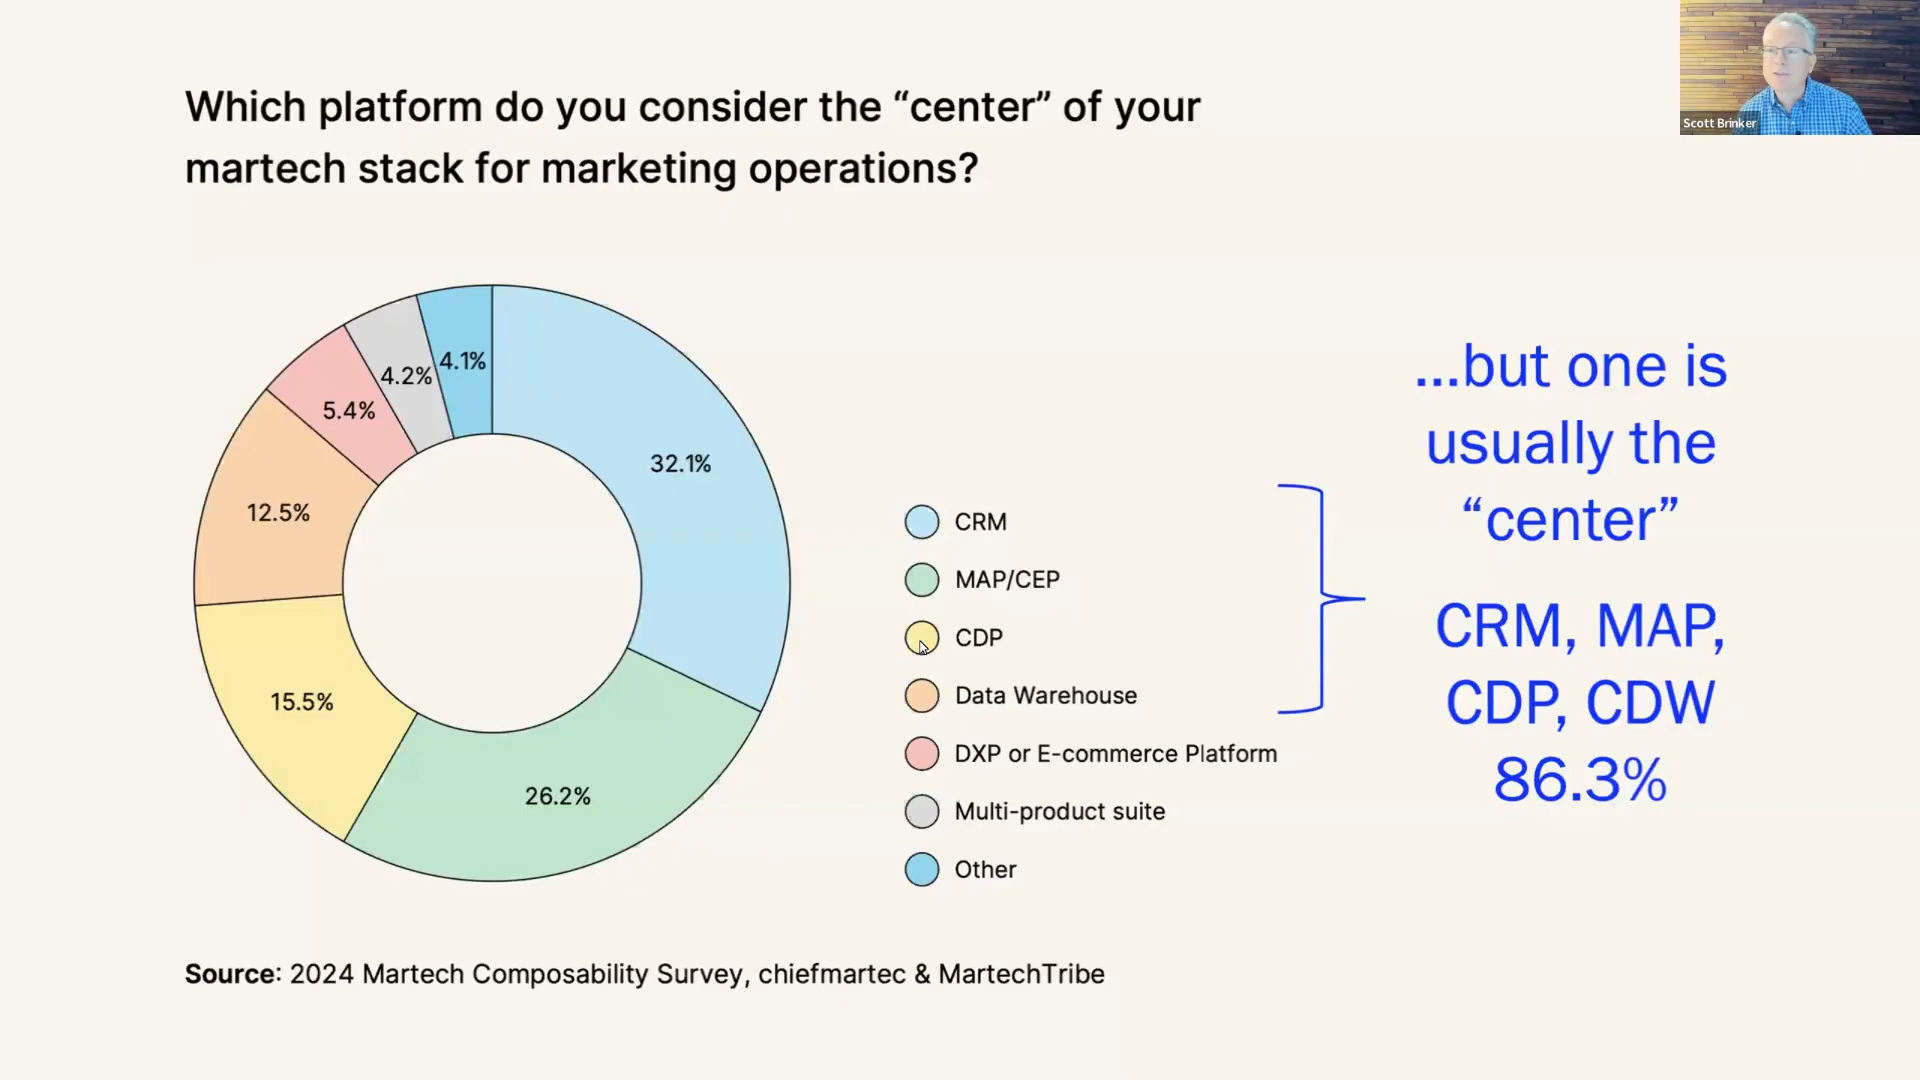 Scott Brinker
Which platform do you consider the “center” of your
martech stack for marketing operations?
32.1%
26.2%
15.5%
12.5%
5.4%
4.2%
4.1%
CRM
MAP/CEP
CDP
Data Warehouse
DXP or E-commerce Platform
Multi-product suite
Other
...but one is
usually the
“center”
CRM, MAP,
CDP, CDW
86.3%
Source: 2024 Martech Composability Survey, chiefmartec & MartechTribe